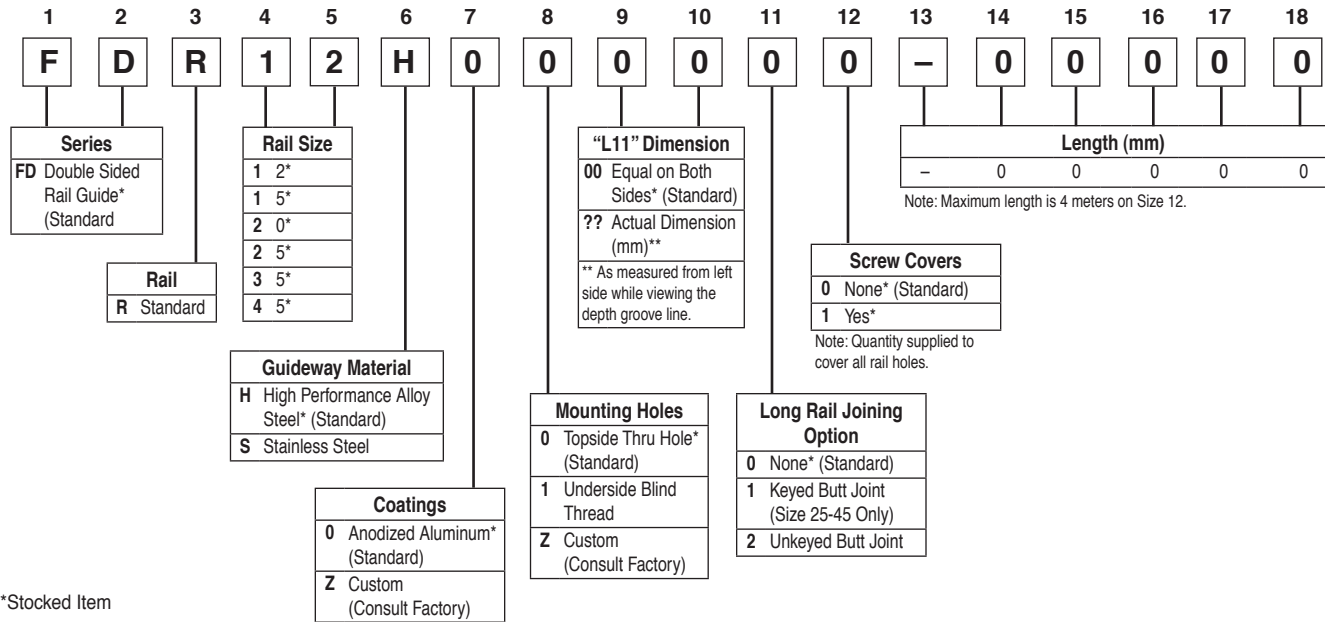 1 2 3 4 5 6 7 8 9 10 11 12 13 14 15 16 17 18
F D R 1 2 H 0 0 0 0 0 0 – 0 0 0 0 0
Series
FD Double Sided
Rail Guide*
(Standard
Rail
R Standard
Rail Size
1 2*
1 5*
2 0*
2 5*
3 5*
4 5*
Guideway Material
H High Performance Alloy
Steel* (Standard)
S Stainless Steel
Coatings
0 Anodized Aluminum*
(Standard)
Z Custom
(Consult Factory)
Mounting Holes
0 Topside Thru Hole*
(Standard)
1 Underside Blind
Thread
Z Custom
(Consult Factory)
“L11” Dimension
00 Equal on Both
Sides* (Standard)
?? Actual Dimension
(mm)**
** As measured from left
side while viewing the
depth groove line.
Long Rail Joining
Option
0 None* (Standard)
1 Keyed Butt Joint
(Size 25-45 Only)
2 Unkeyed Butt Joint
Screw Covers
0 None* (Standard)
1 Yes*
Note: Quantity supplied to
cover all rail holes.
Length (mm)
– 0 0 0 0 0
Note: Maximum length is 4 meters on Size 12.
*Stocked Item